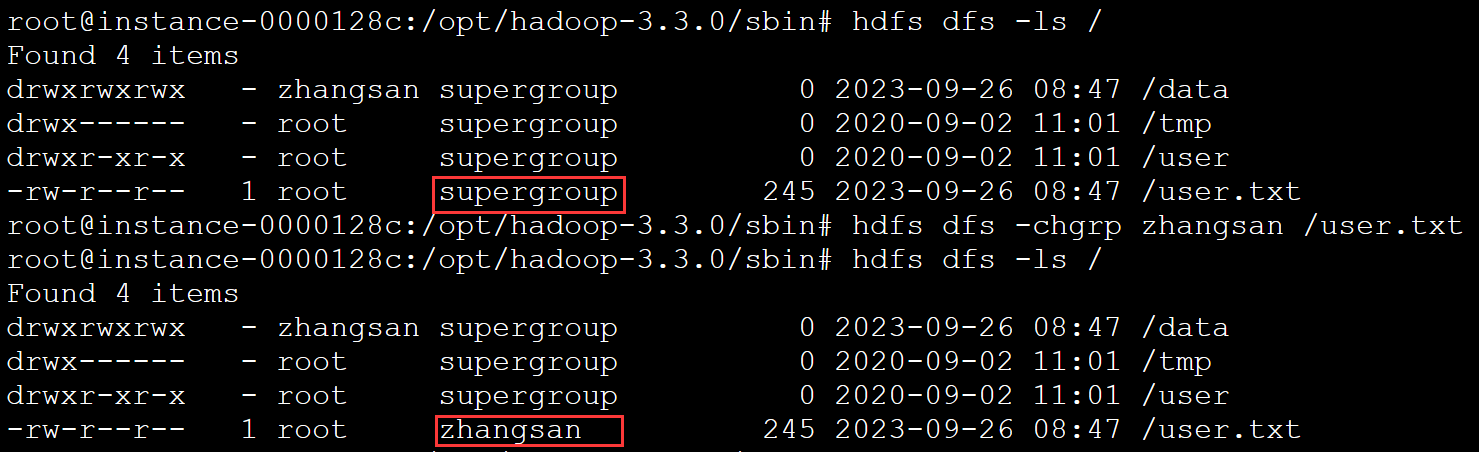 root@instance-0000128c:/opt/hadoop-3.3.0/sbin# hdfs dfs -ls /
Found 4 items
drwxrwxrwx   - zhangsan supergroup          0 2023-09-26 08:47 /data
drwx------   - root     supergroup          0 2020-09-02 11:01 /tmp
drwxr-xr-x   - root     supergroup          0 2020-09-02 11:01 /user
-rw-r--r--   1 root     supergroup        245 2023-09-26 08:47 /user.txt
root@instance-0000128c:/opt/hadoop-3.3.0/sbin# hdfs dfs -chgrp zhangsan /user.txt
root@instance-0000128c:/opt/hadoop-3.3.0/sbin# hdfs dfs -ls /
Found 4 items
drwxrwxrwx   - zhangsan supergroup          0 2023-09-26 08:47 /data
drwx------   - root     supergroup          0 2020-09-02 11:01 /tmp
drwxr-xr-x   - root     supergroup          0 2020-09-02 11:01 /user
-rw-r--r--   1 root     zhangsan          245 2023-09-26 08:47 /user.txt